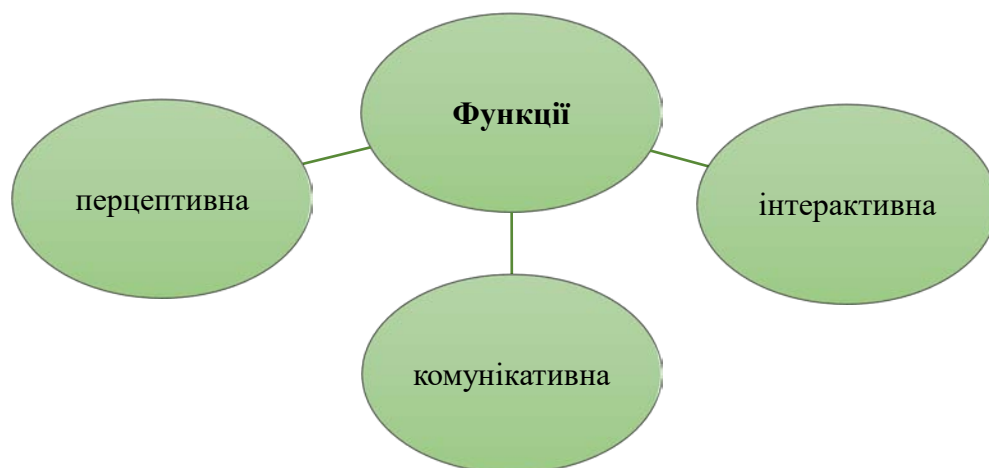 Функції
перцептивна
інтерактивна
комунікативна